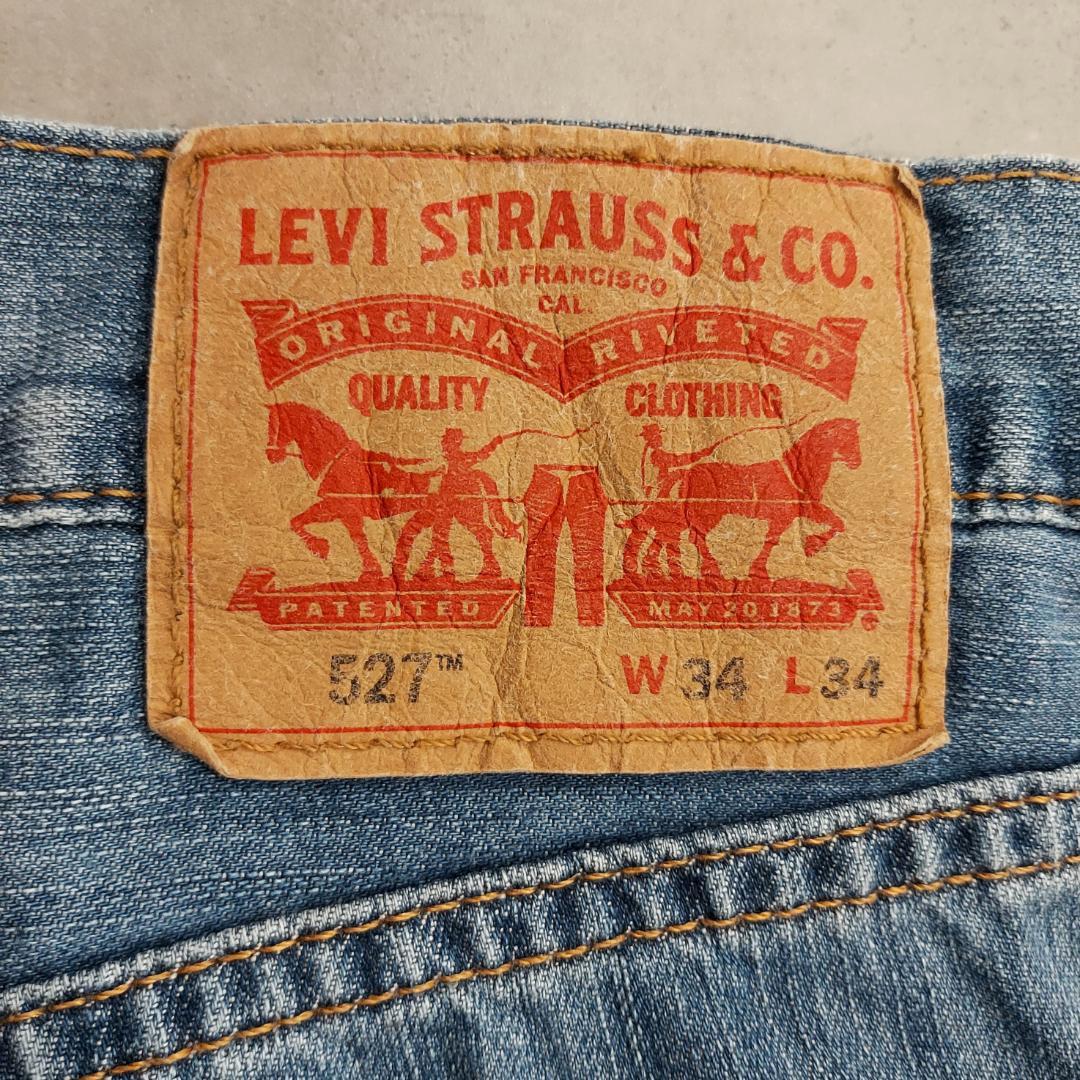 LEVI STRAUSS & CO.
SAN FRANCISCO
CAL.
ORIGINAL RIVETED
QUALITY CLOTHING
PATENTED MAY 20 1873 ®
527™ W 34 L 34